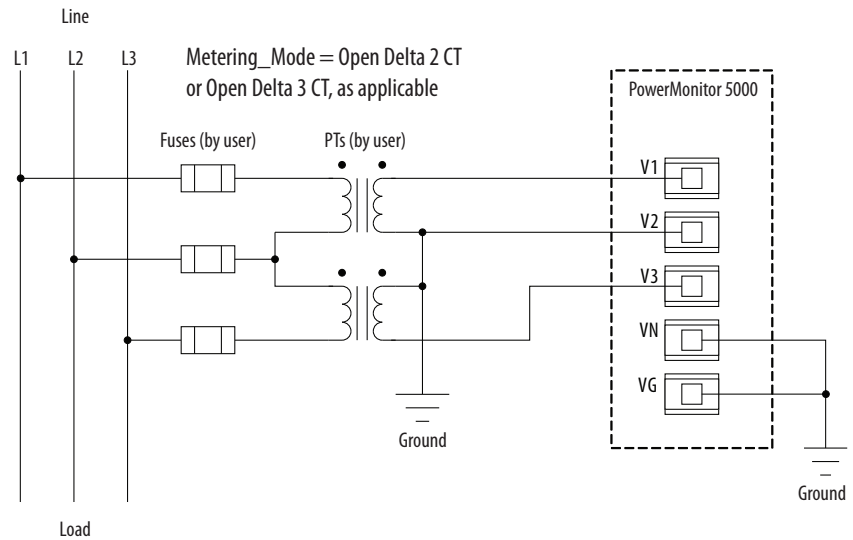 Line
L1 L2 L3
Metering_Mode = Open Delta 2 CT
or Open Delta 3 CT, as applicable
PowerMonitor 5000
Fuses (by user) PTs (by user)
V1
V2
V3
VN
VG
Ground
Ground
Load